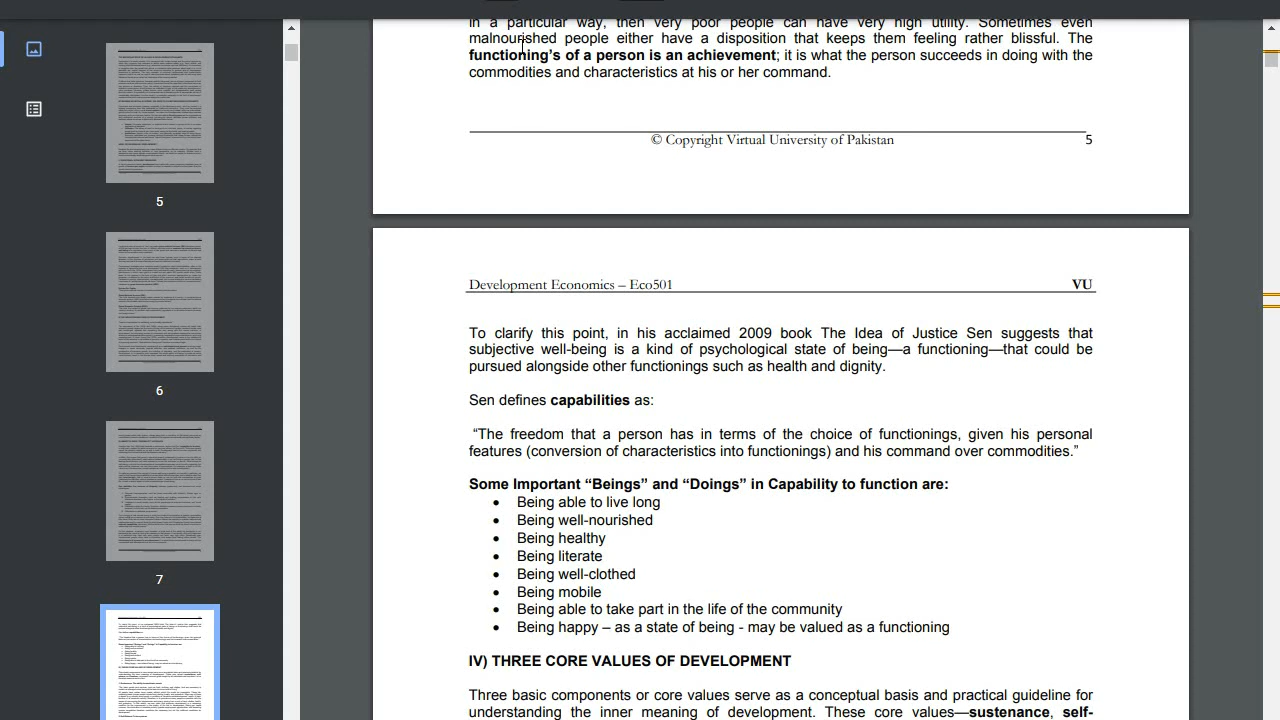 in a particular way, then very poor people can have very high utility. Sometimes even
malnourished people either have a disposition that keeps them feeling rather blissful. The
functioning's of a person is an achievement; it is what the person succeeds in doing with the
commodities and characteristics at his or her command.
© Copyright Virtual University of Pakistan 5
Development Economics – Eco501 VU
To clarify this point in his acclaimed 2009 book The Idea of Justice Sen suggests that
subjective well-being is a kind of psychological state of being—a functioning—that could be
pursued alongside other functionings such as health and dignity.
Sen defines capabilities as:
“The freedom that a person has in terms of the choice of functionings, given his personal
features (conversion of characteristics into functionings) and his command over commodities.”
Some Important “Beings” and “Doings” in Capability to function are:
• Being able to live long
• Being well-nourished
• Being healthy
• Being literate
• Being well-clothed
• Being mobile
• Being able to take part in the life of the community
• Being happy – as a state of being - may be valued as a functioning
IV) THREE CORE VALUES OF DEVELOPMENT
Three basic components or core values serve as a conceptual basis and practical guideline for
understanding the inner meaning of development. These core values—sustenance, self-
5
6
7